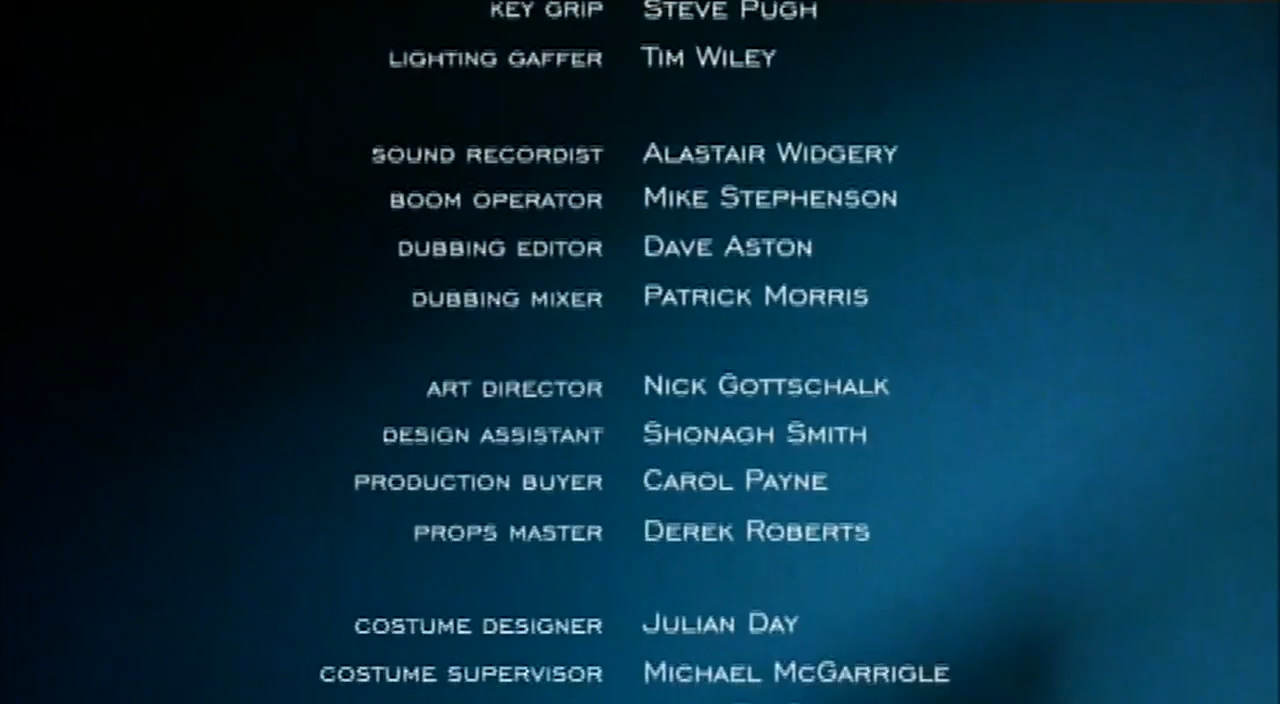 KEY GRIP STEVE PUGH
LIGHTING GAFFER TIM WILEY
SOUND RECORDIST ALASTAIR WIDGERY
BOOM OPERATOR MIKE STEPHENSON
DUBBING EDITOR DAVE ASTON
DUBBING MIXER PATRICK MORRIS
ART DIRECTOR NICK GOTTSCHALK
DESIGN ASSISTANT SHONAGH SMITH
PRODUCTION BUYER CAROL PAYNE
PROPS MASTER DEREK ROBERTS
COSTUME DESIGNER JULIAN DAY
COSTUME SUPERVISOR MICHAEL MCGARRIGLE